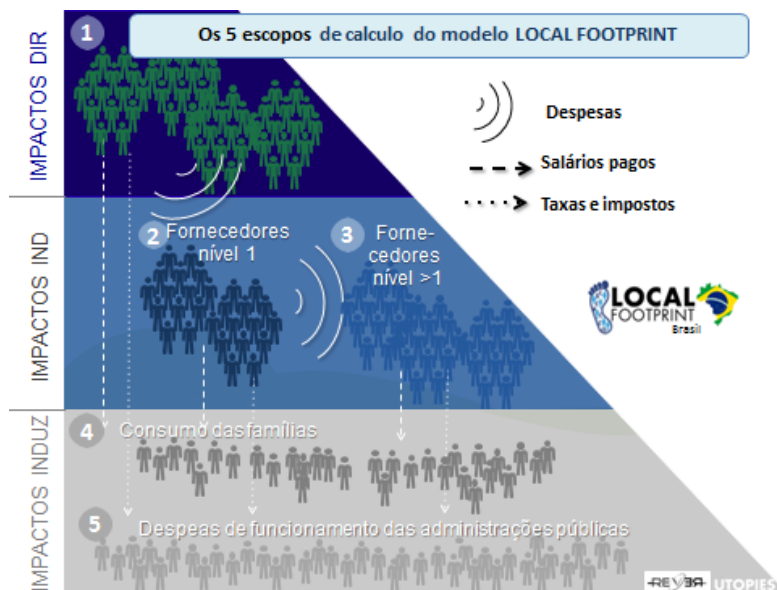 1
Os 5 escopos de calculo do modelo LOCAL FOOTPRINT
IMPACTOS DIR
Despesas
Salários pagos
Taxas e impostos
IMPACTOS IND
2
Fornecedores
nível 1
3
Forne-
cedores
nível >1
LOCAL
FOOTPRINT
Brasil
IMPACTOS INDUZ
4
Consumo das famílias
5
Despeas de funcionamento das administrações públicas
UTOPIES